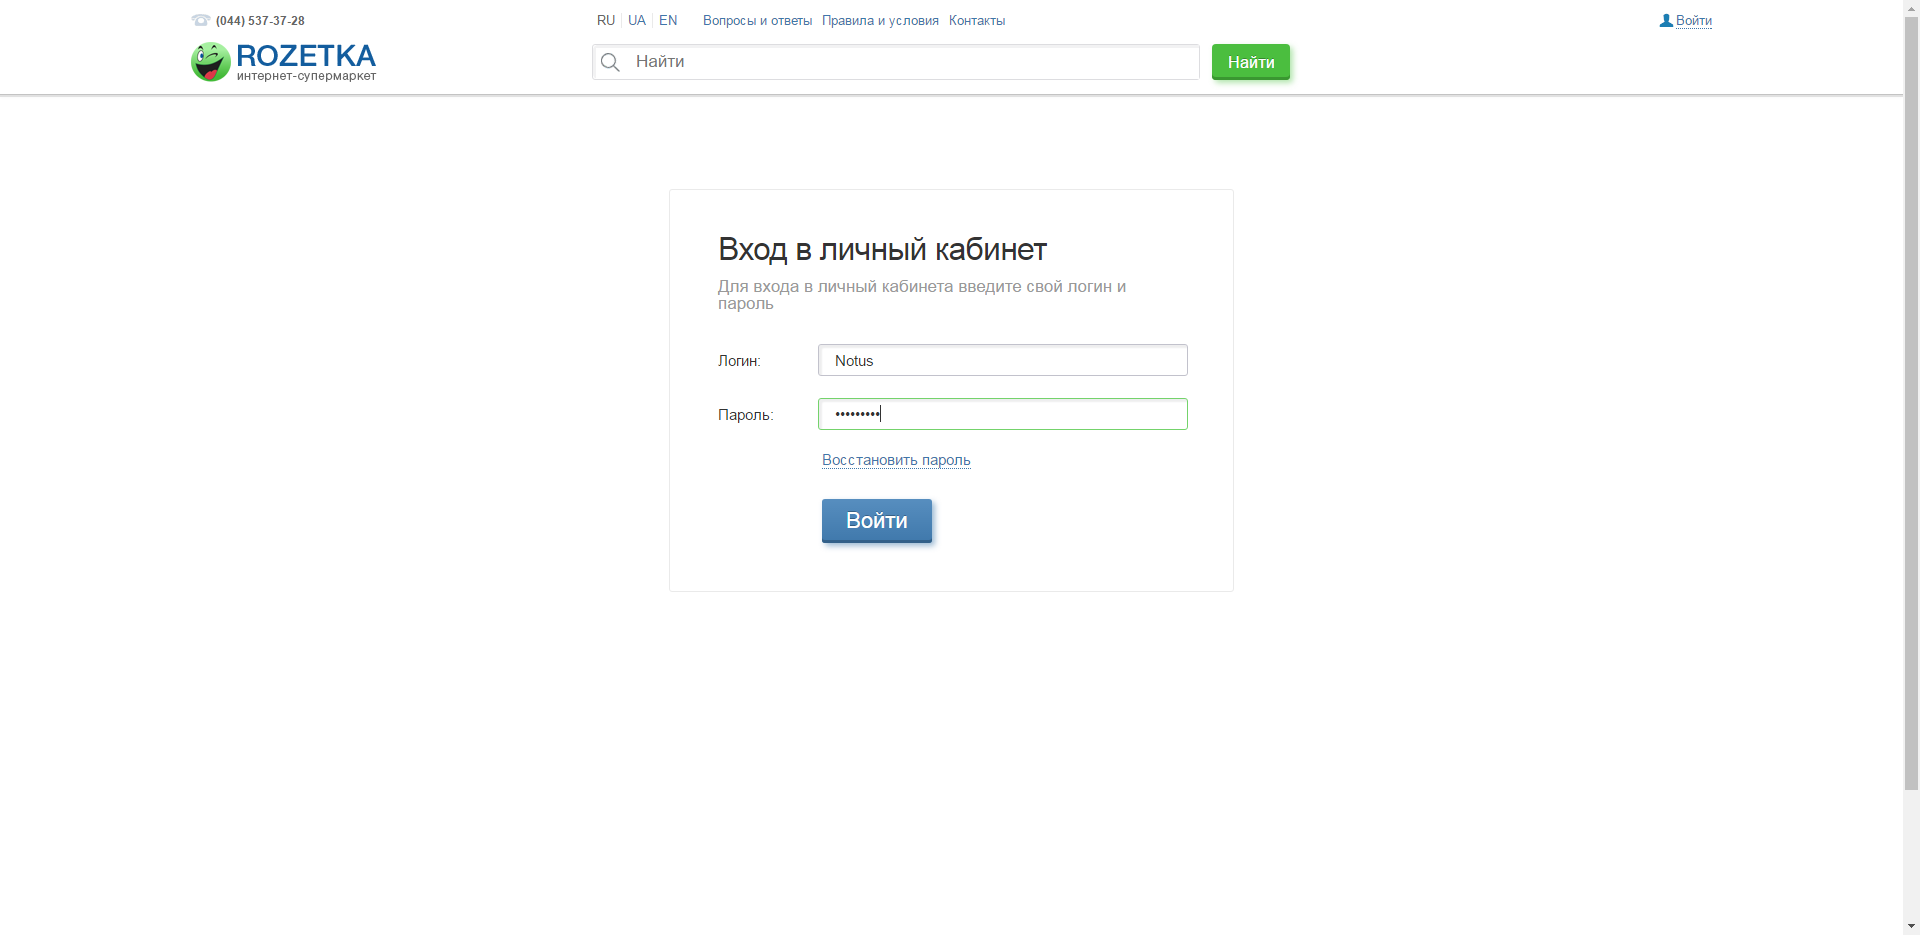 (044) 537-37-28
RU UA EN Вопросы и ответы Правила и условия Контакты
Войти
ROZETKA
интернет-супермаркет
Найти
Найти
Вход в личный кабинет
Для входа в личный кабинета введите свой логин и
пароль
Логин: Notus
Пароль: •••••••••
Восстановить пароль
Войти